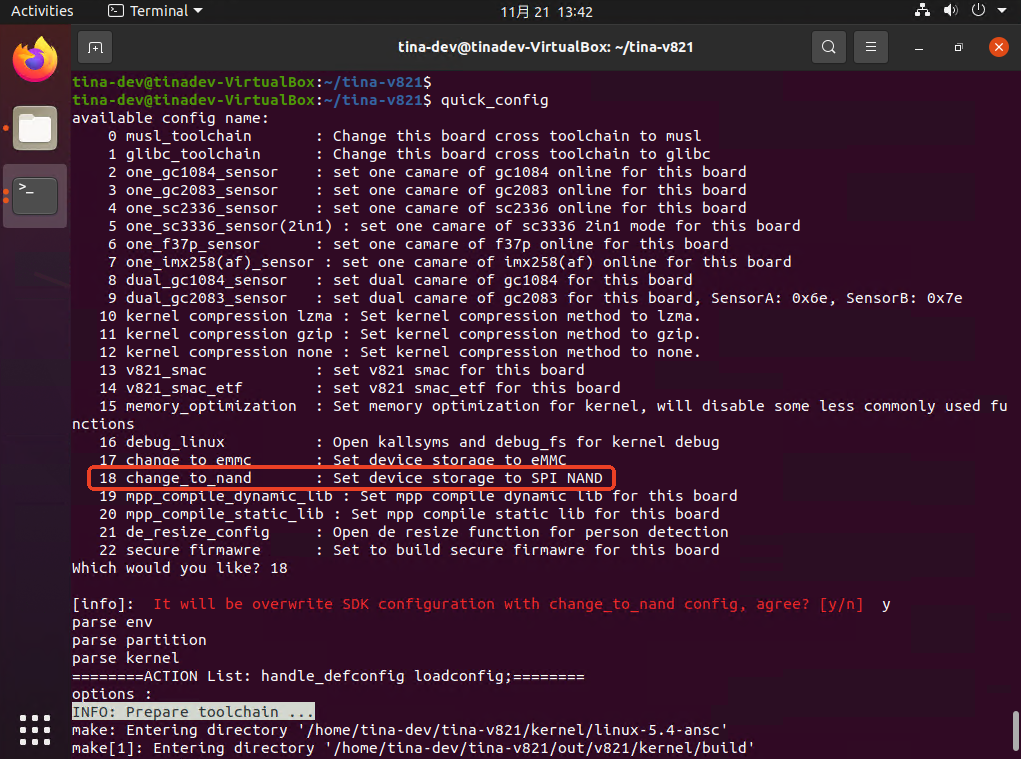 Activities
Terminal
11月 21 13:42
tina-dev@tinadev-VirtualBox: ~/tina-v821
tina-dev@tinadev-VirtualBox:~/tina-v821$
tina-dev@tinadev-VirtualBox:~/tina-v821$ quick_config
available config name:
0 musl_toolchain : Change this board cross toolchain to musl
1 glibc_toolchain : Change this board cross toolchain to glibc
2 one_gc1084_sensor : set one camare of gc1084 online for this board
3 one_gc2083_sensor : set one camare of gc2083 online for this board
4 one_sc2336_sensor : set one camare of sc2336 online for this board
5 one_sc3336_sensor(2in1) : set one camare of sc3336 2in1 mode for this board
6 one_f37p_sensor : set one camare of f37p online for this board
7 one_imx258(af)_sensor : set one camare of imx258(af) online for this board
8 dual_gc1084_sensor : set dual camare of gc1084 for this board
9 dual_gc2083_sensor : set dual camare of gc2083 for this board, SensorA: 0x6e, SensorB: 0x7e
10 kernel compression lzma : Set kernel compression method to lzma.
11 kernel compression gzip : Set kernel compression method to gzip.
12 kernel compression none : Set kernel compression method to none.
13 v821_smac : set v821 smac for this board
14 v821_smac_etf : set v821 smac_etf for this board
15 memory_optimization : Set memory optimization for kernel, will disable some less commonly used fu
nctions
16 debug_linux : Open kallsyms and debug_fs for kernel debug
17 change_to_emmc : Set device storage to eMMC
18 change_to_nand : Set device storage to SPI NAND
19 mpp_compile_dynamic_lib : Set mpp compile dynamic lib for this board
20 mpp_compile_static_lib : Set mpp compile static lib for this board
21 de_resize_config : Open de resize function for person detection
22 secure firmawre : Set to build secure firmawre for this board
Which would you like? 18
[info]: It will be overwrite SDK configuration with change_to_nand config, agree? [y/n] y
parse env
parse partition
parse kernel
========ACTION List: handle_defconfig loadconfig;========
options :
INFO: Prepare toolchain ...
make: Entering directory '/home/tina-dev/tina-v821/kernel/linux-5.4-ansc'
make[1]: Entering directory '/home/tina-dev/tina-v821/out/v821/kernel/build'